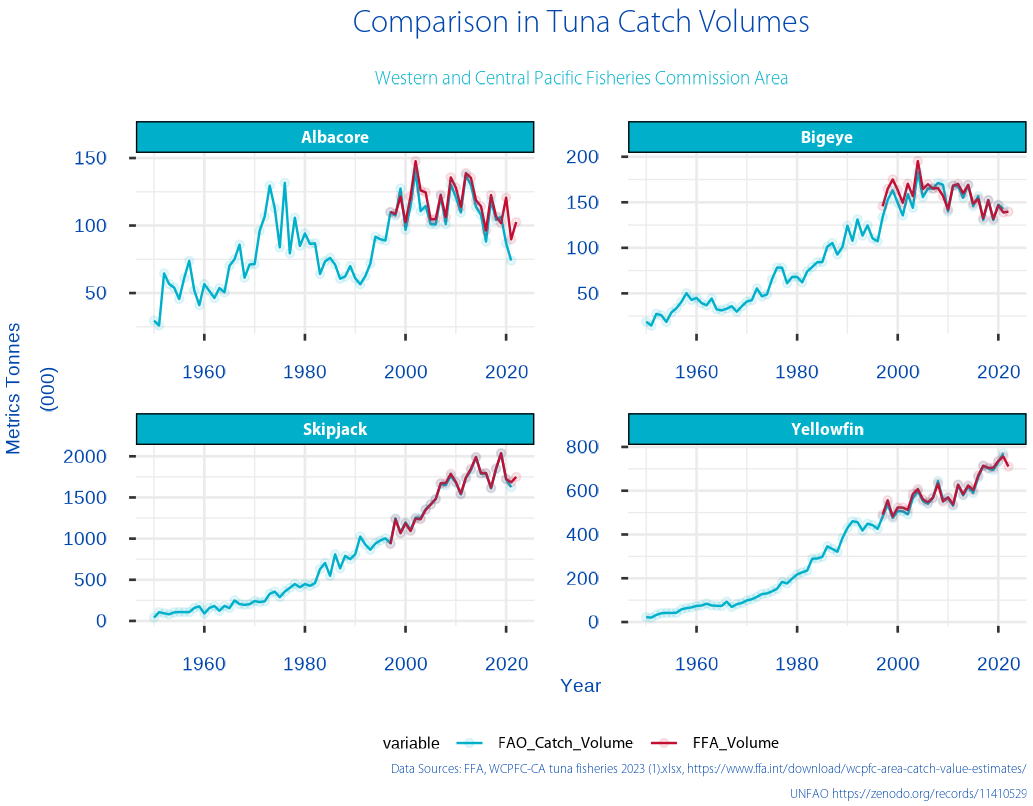 Comparison in Tuna Catch Volumes
Western and Central Pacific Fisheries Commission Area
Albacore
Bigeye
150
100
50
200
150
100
50
1960 1980 2000 2020
1960 1980 2000 2020
Metrics Tonnes
(000)
Skipjack
Yellowfin
2000
1500
1000
500
0
800
600
400
200
0
1960 1980 2000 2020
1960 1980 2000 2020
Year
variable FAO_Catch_Volume FFA_Volume
Data Sources: FFA, WCPFC-CA tuna fisheries 2023 (1).xlsx, https://www.ffa.int/download/wcpfc-area-catch-value-estimates/
UNFAO https://zenodo.org/records/11410529